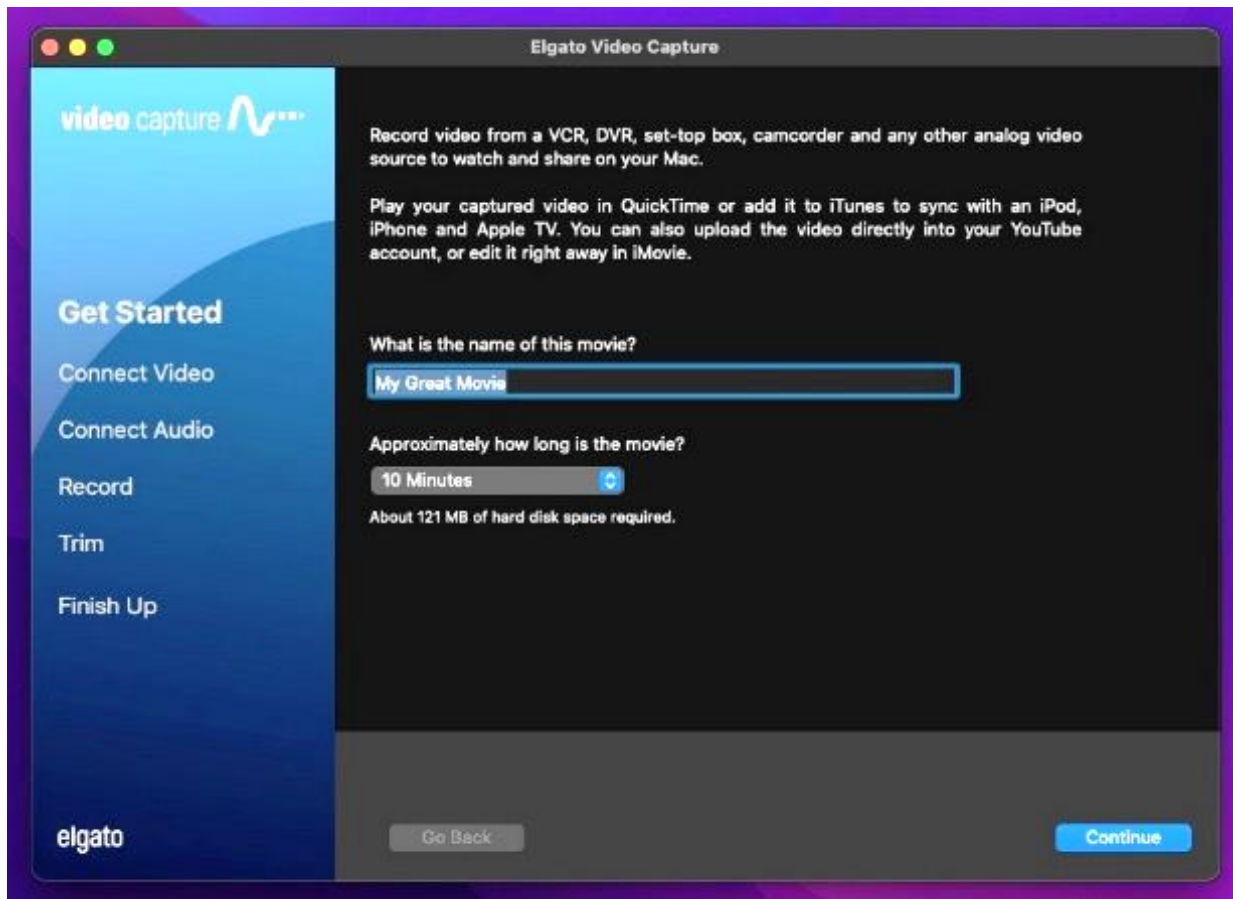 Elgato Video Capture
video capture
Get Started
Connect Video
Connect Audio
Record
Trim
Finish Up
elgato
Record video from a VCR, DVR, set-top box, camcorder and any other analog video
source to watch and share on your Mac.
Play your captured video in QuickTime or add it to iTunes to sync with an iPod,
iPhone and Apple TV. You can also upload the video directly into your YouTube
account, or edit it right away in iMovie.
What is the name of this movie?
My Great Movie
Approximately how long is the movie?
10 Minutes
About 121 MB of hard disk space required.
Go Back
Continue